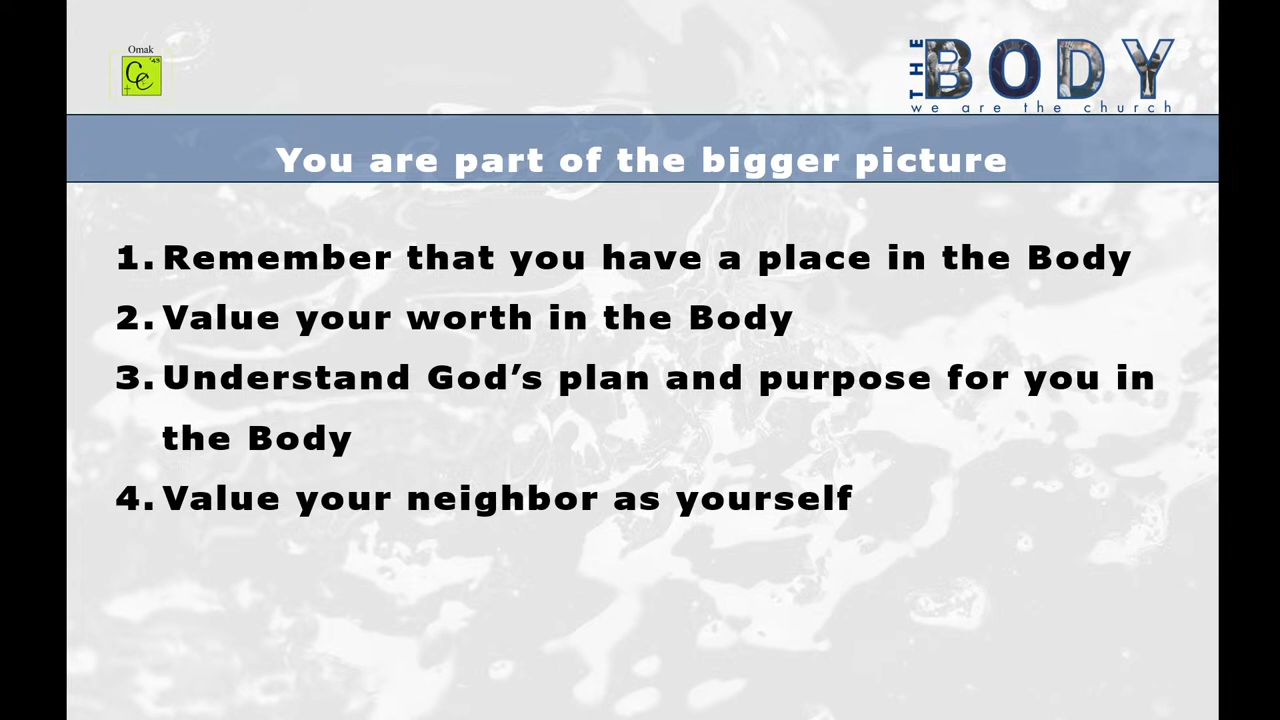 Omak
CC '43
THE BODY
we are the church
You are part of the bigger picture
1. Remember that you have a place in the Body
2. Value your worth in the Body
3. Understand God’s plan and purpose for you in
the Body
4. Value your neighbor as yourself